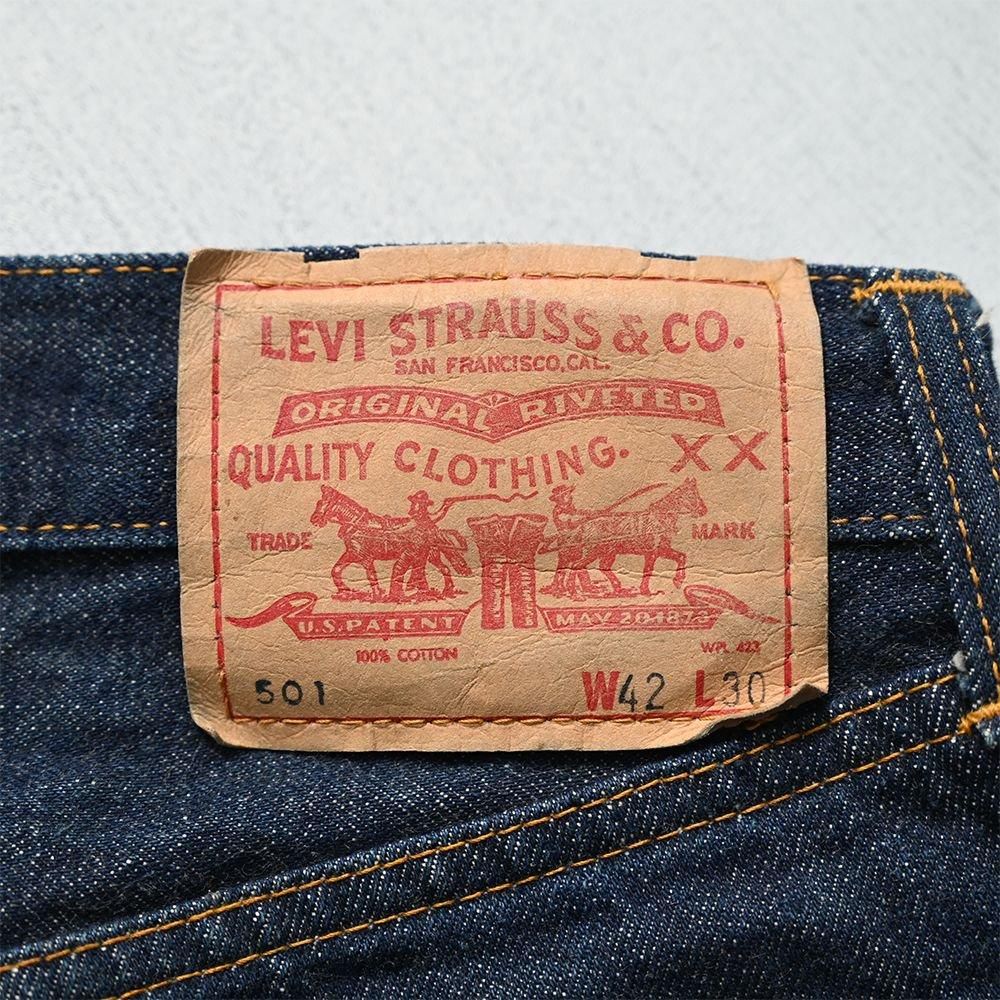 LEVI STRAUSS & CO.
SAN FRANCISCO, CAL.
ORIGINAL RIVETED
QUALITY CLOTHING. XX
TRADE MARK
U.S. PATENT MAY 20 1873
100% COTTON WPL 423
501 W42 L30